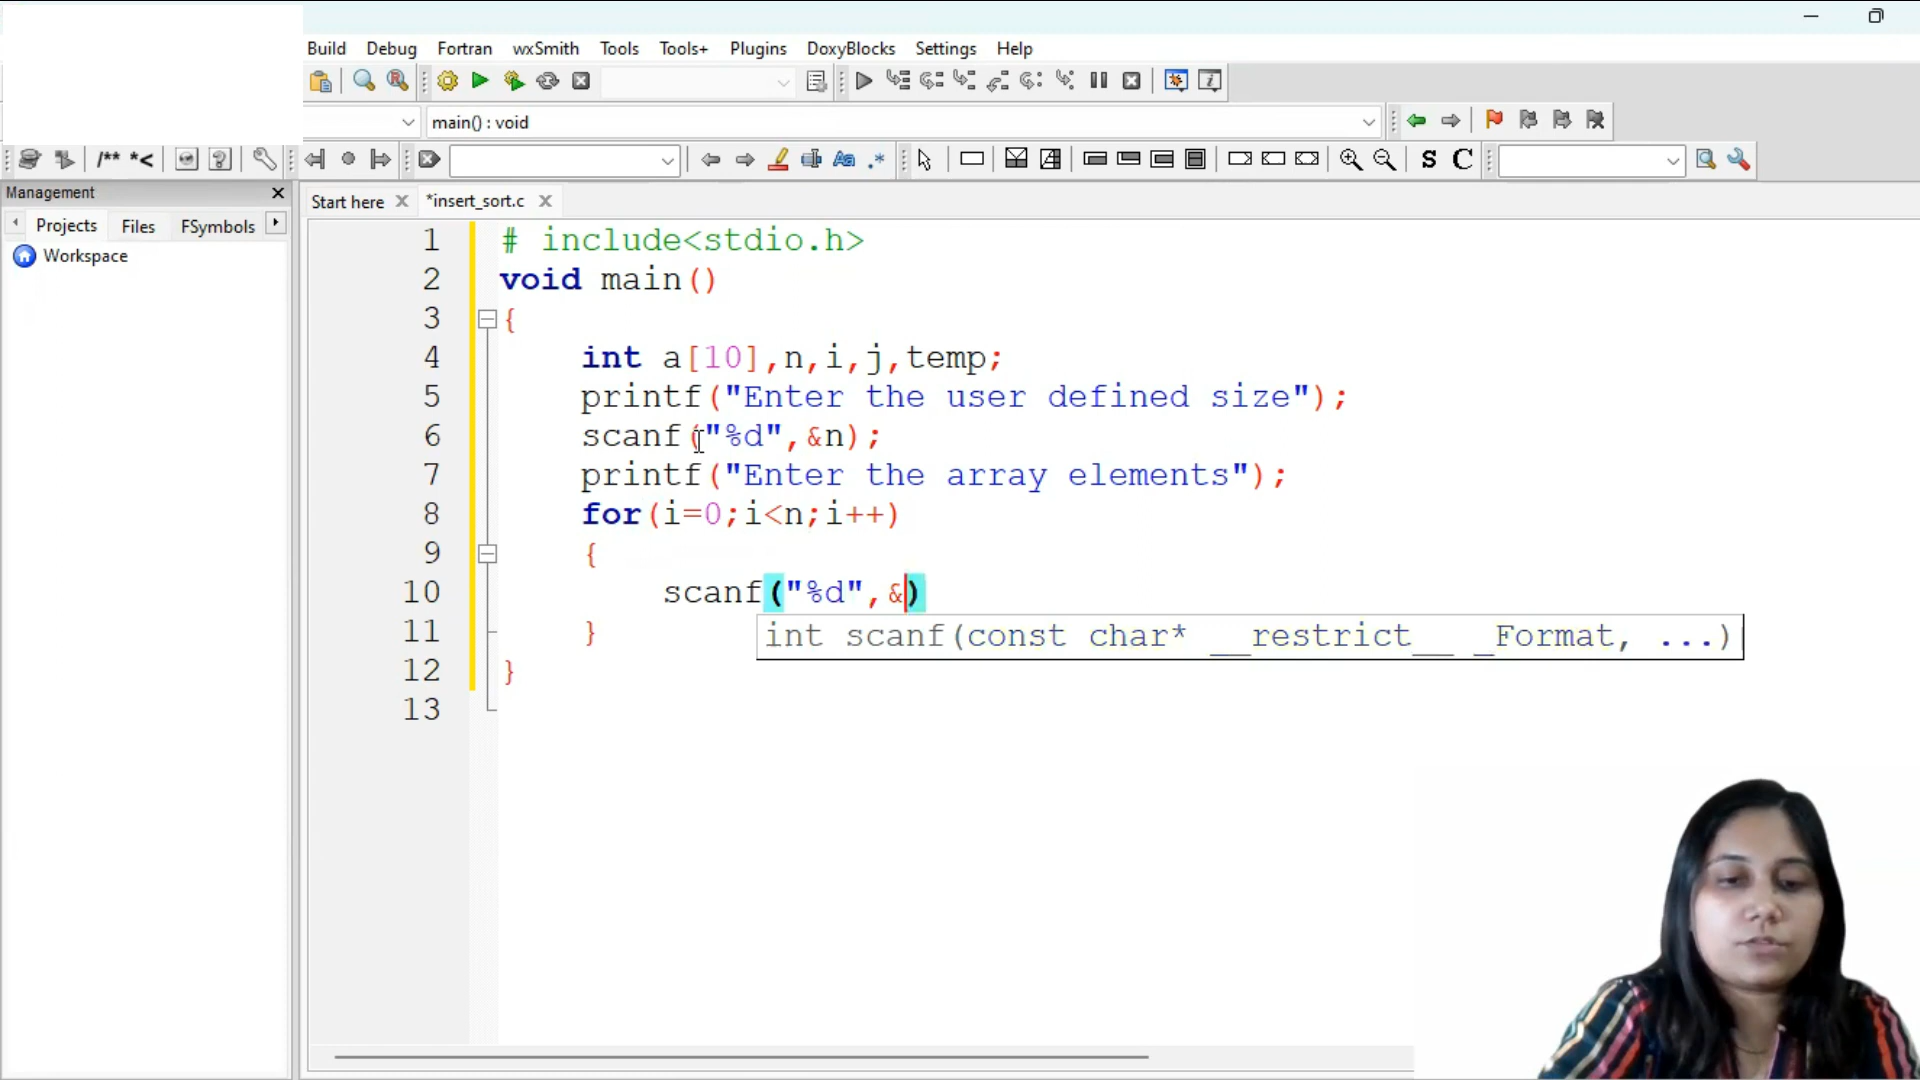 Build Debug Fortran wxSmith Tools Tools+ Plugins DoxyBlocks Settings Help
main() : void
/** *<
Aa .* S C
Management
Projects Files FSymbols
Workspace
Start here *insert_sort.c
1 # include<stdio.h>
2 void main()
3 {
4 int a[10],n,i,j,temp;
5 printf("Enter the user defined size");
6 scanf("%d",&n);
7 printf("Enter the array elements");
8 for(i=0;i<n;i++)
9 {
10 scanf("%d",&)
int scanf(const char* __restrict__ _Format, ...)
11 }
12 }
13